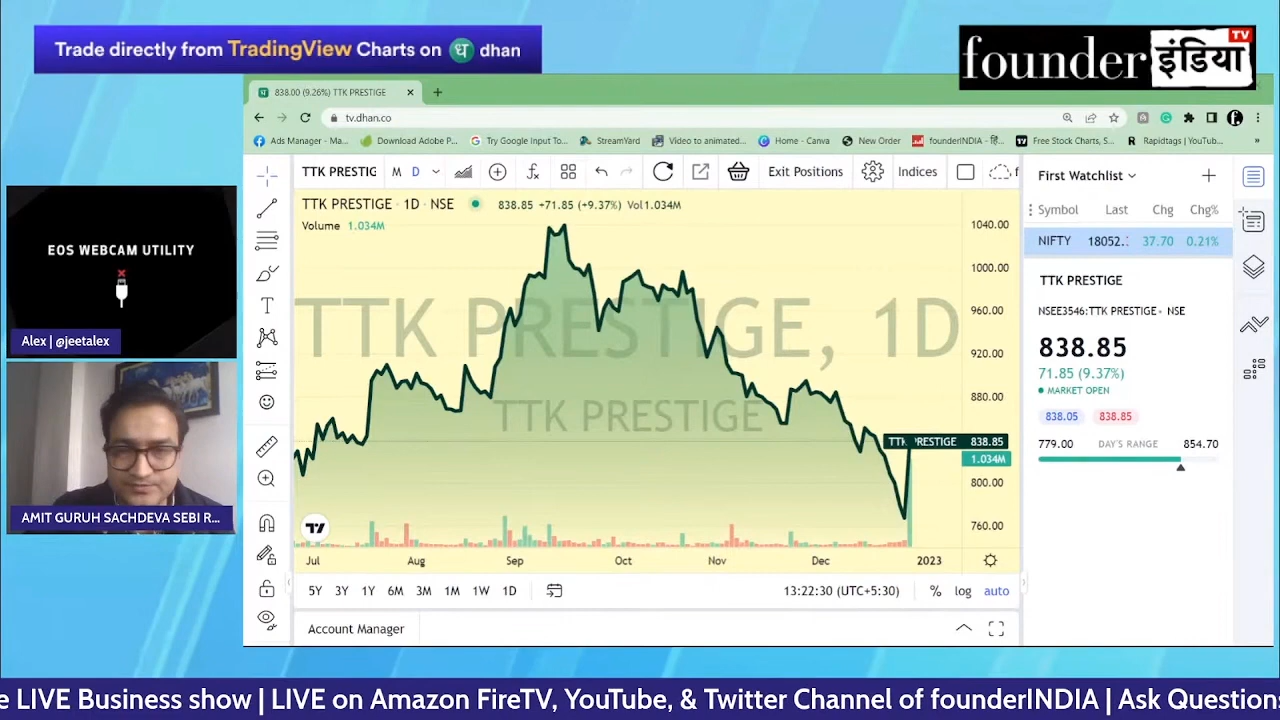 Trade directly from TradingView Charts on ध dhan
founder इंडिया TV
838.00 (9.26%) TTK PRESTIGE
tv.dhan.co
Ads Manager - Ma...
Download Adobe P...
Try Google Input To...
StreamYard
Video to animated...
Home - Canva
New Order
founderINDIA - हिं...
Free Stock Charts, S...
Rapidtags | YouTub...
TTK PRESTIG
M D
Exit Positions
Indices
TTK PRESTIGE · 1D · NSE 838.85 +71.85 (+9.37%) Vol1.034M
Volume 1.034M
TTK PRESTIGE, 1D
TTK PRESTIGE
1040.00
1000.00
960.00
920.00
880.00
TTK PRESTIGE 838.85
1.034M
800.00
760.00
Jul Aug Sep Oct Nov Dec 2023
5Y 3Y 1Y 6M 3M 1M 1W 1D
13:22:30 (UTC+5:30) % log auto
Account Manager
First Watchlist
Symbol Last Chg Chg%
NIFTY 18052. 37.70 0.21%
TTK PRESTIGE
NSEE3546:TTK PRESTIGE · NSE
838.85
71.85 (9.37%)
MARKET OPEN
838.05 838.85
779.00 DAY'S RANGE 854.70
EOS WEBCAM UTILITY
Alex | @jeetalex
AMIT GURUH SACHDEVA SEBI R...
e LIVE Business show | LIVE on Amazon FireTV, YouTube, & Twitter Channel of founderINDIA | Ask Questions